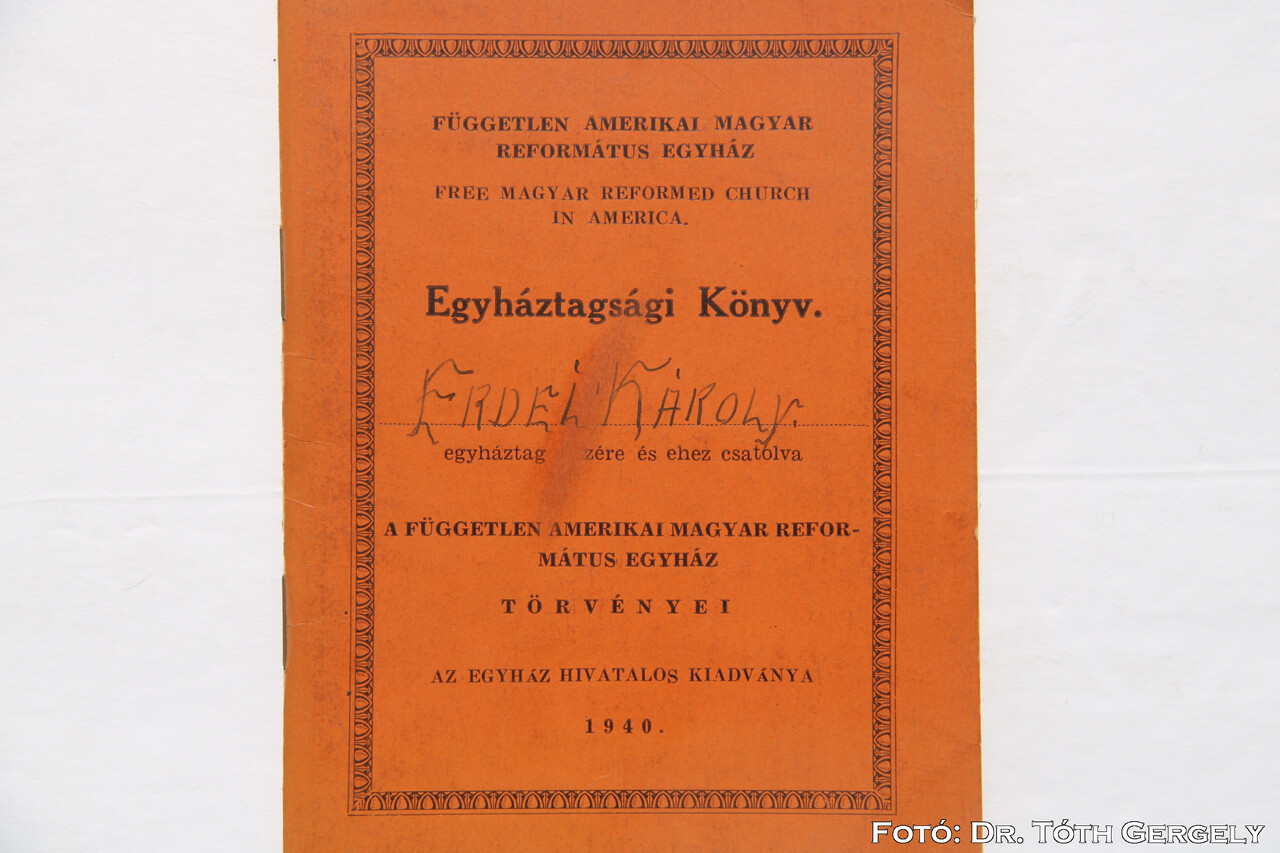 FÜGGETLEN AMERIKAI MAGYAR
REFORMÁTUS EGYHÁZ
FREE MAGYAR REFORMED CHURCH
IN AMERICA.
Egyháztagsági Könyv.
ERDEI KÁROLY.
egyháztag részére és ehez csatolva
A FÜGGETLEN AMERIKAI MAGYAR REFOR-
MÁTUS EGYHÁZ
TÖRVÉNYEI
AZ EGYHÁZ HIVATALOS KIADVÁNYA
1940.
FOTÓ: DR. TÓTH GERGELY